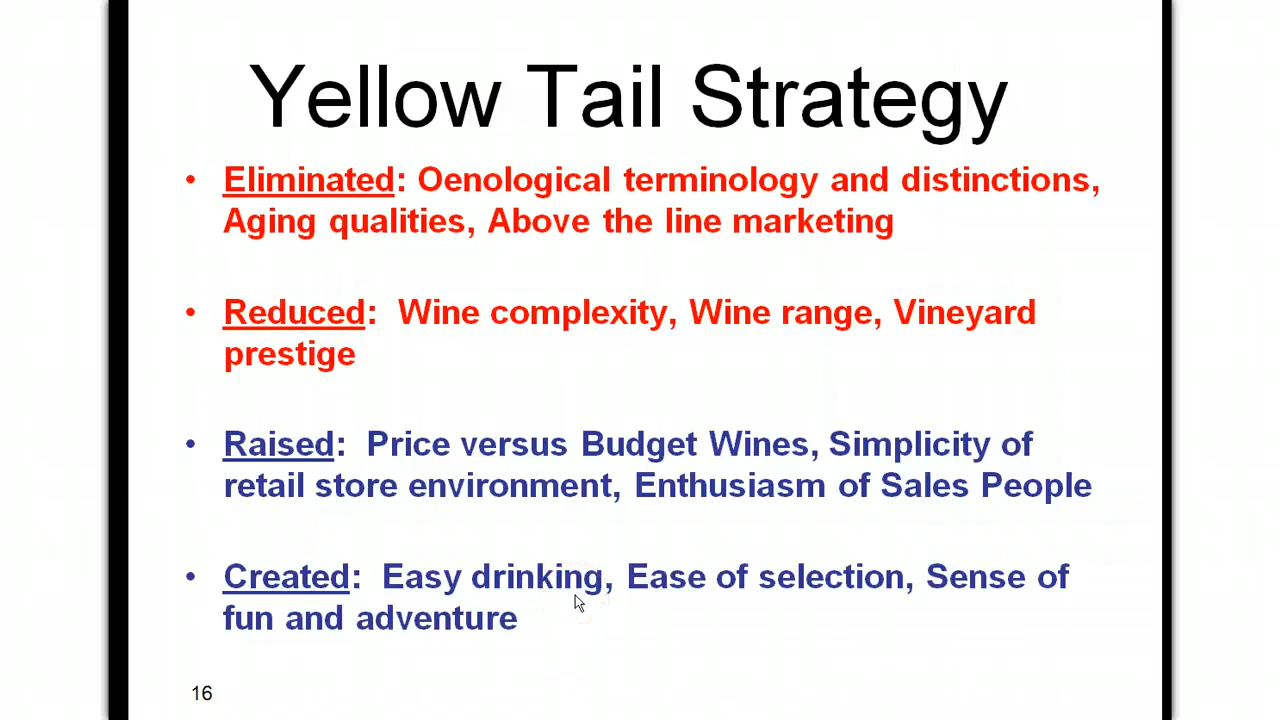 Yellow Tail Strategy
• Eliminated: Oenological terminology and distinctions,
Aging qualities, Above the line marketing
• Reduced: Wine complexity, Wine range, Vineyard
prestige
• Raised: Price versus Budget Wines, Simplicity of
retail store environment, Enthusiasm of Sales People
• Created: Easy drinking, Ease of selection, Sense of
fun and adventure
16